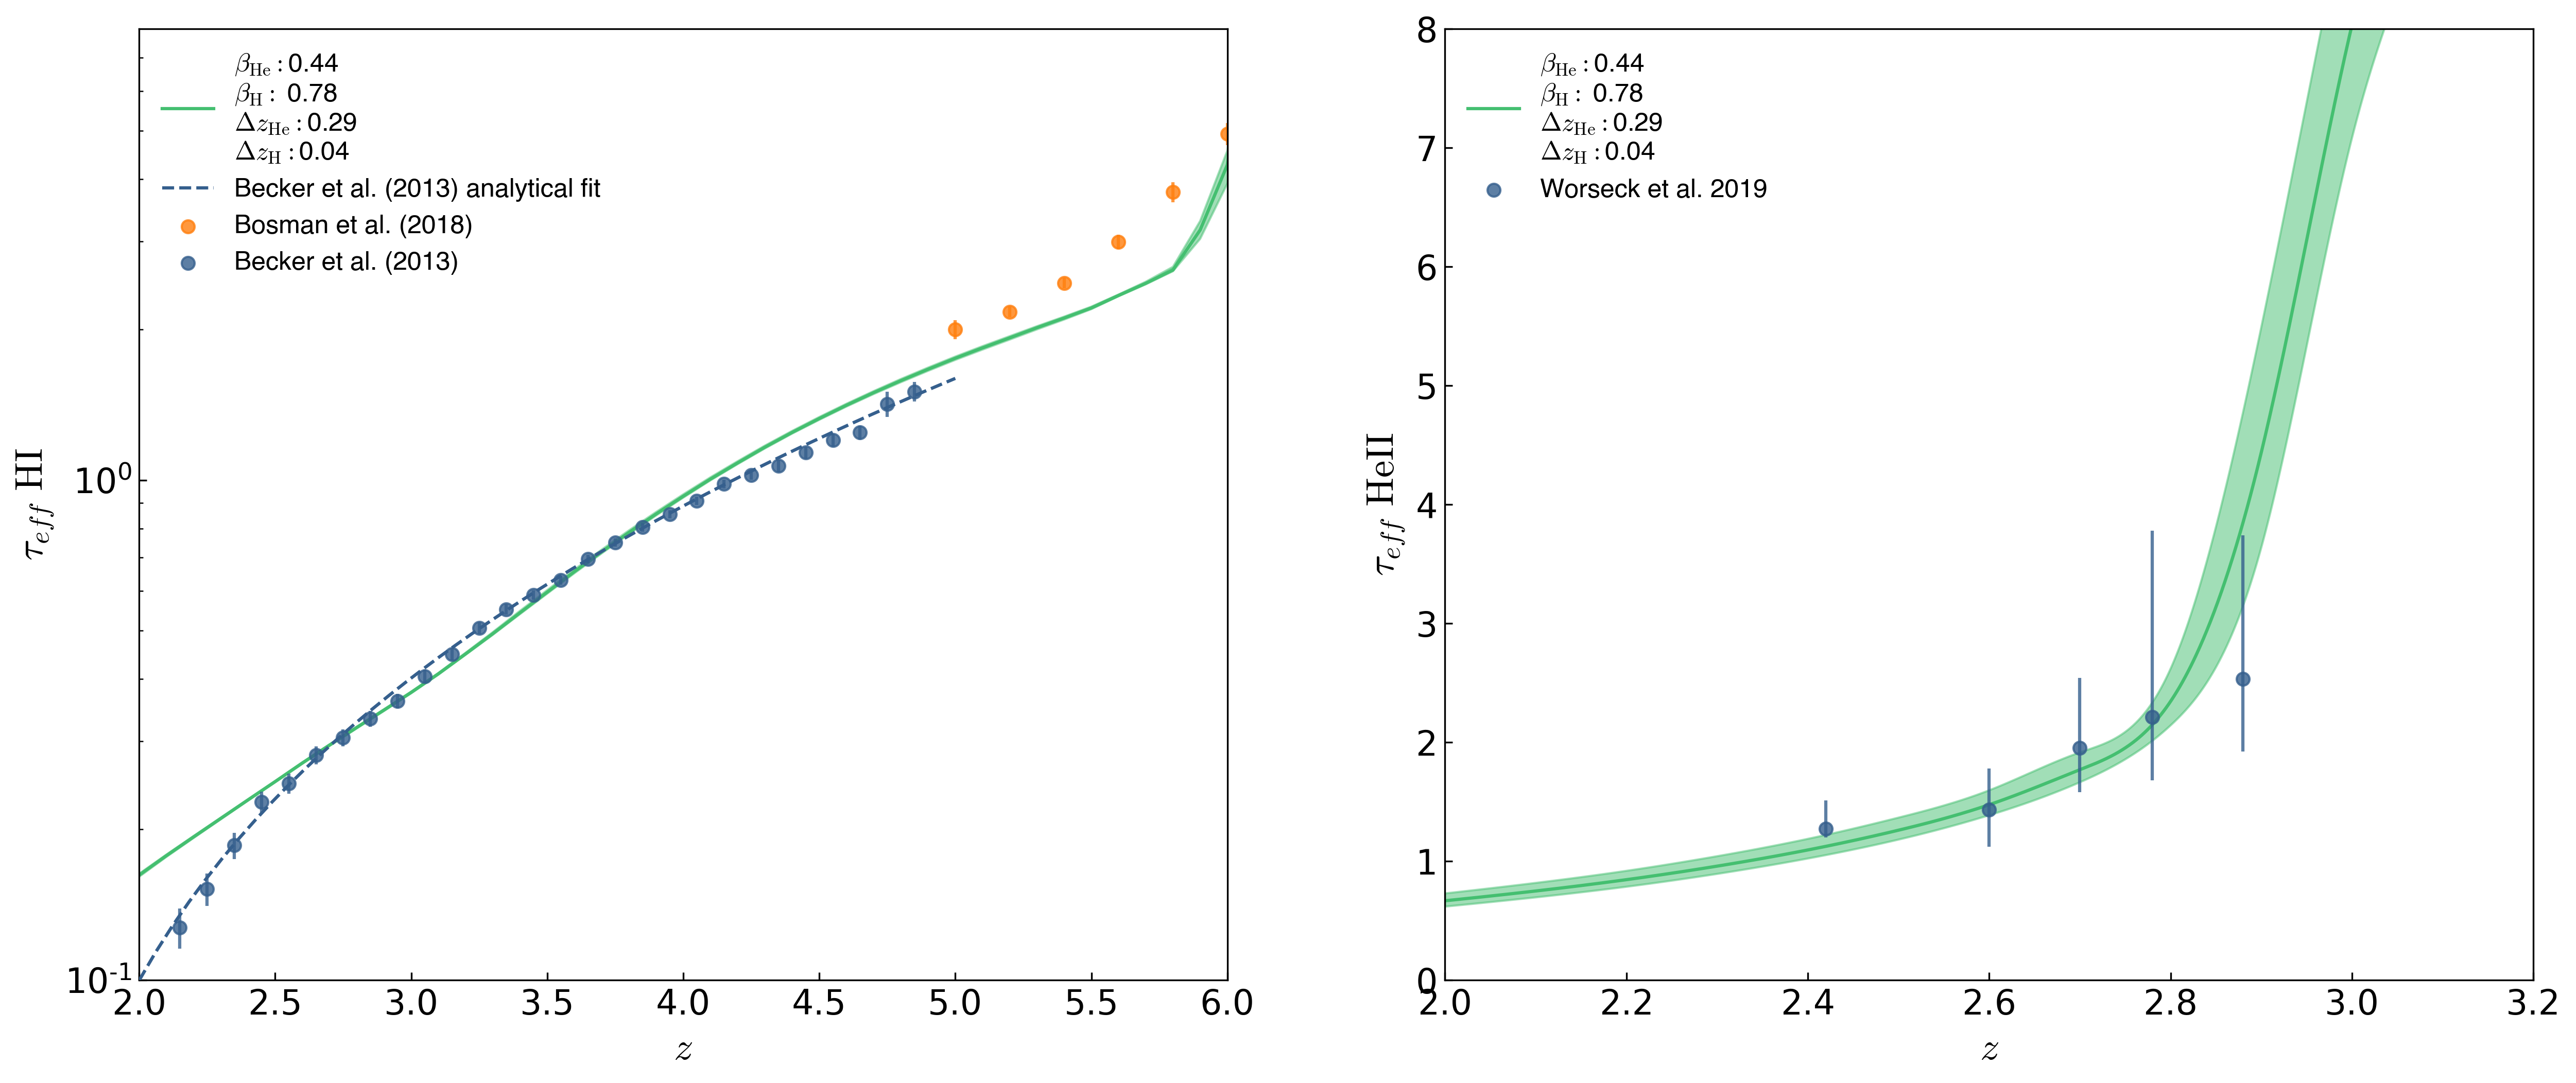 β_He : 0.44
β_H : 0.78
Δz_He : 0.29
Δz_H : 0.04
Becker et al. (2013) analytical fit
Bosman et al. (2018)
Becker et al. (2013)
τ_eff HI
10^0
10^-1
2.0 2.5 3.0 3.5 4.0 4.5 5.0 5.5 6.0
z
β_He : 0.44
β_H : 0.78
Δz_He : 0.29
Δz_H : 0.04
Worseck et al. 2019
τ_eff HeII
8
7
6
5
4
3
2
1
0
2.0 2.2 2.4 2.6 2.8 3.0 3.2
z